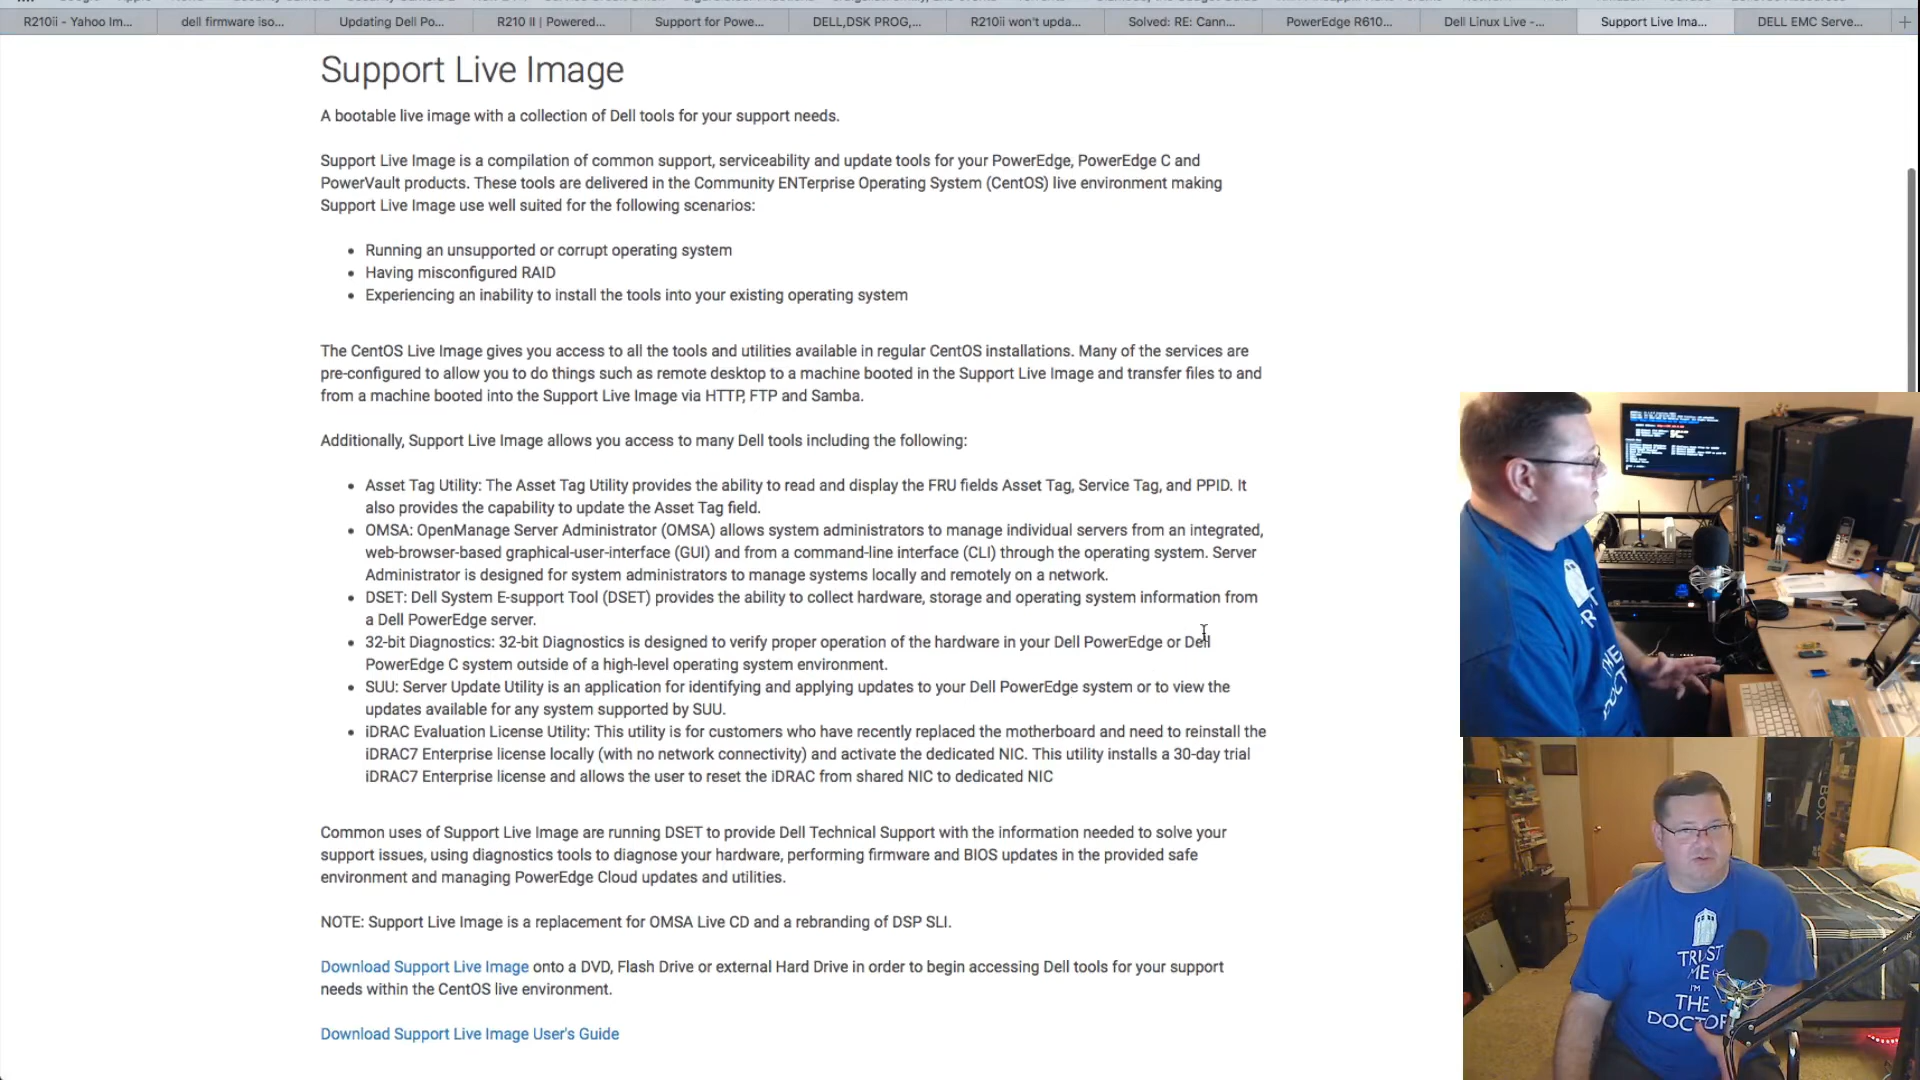 R210ii - Yahoo Im...
dell firmware iso...
Updating Dell Po...
R210 II | Powered...
Support for Powe...
DELL,DSK PROG,...
R210ii won't upda...
Solved: RE: Cann...
PowerEdge R610...
Dell Linux Live -...
Support Live Ima...
DELL EMC Serve...
Support Live Image
A bootable live image with a collection of Dell tools for your support needs.
Support Live Image is a compilation of common support, serviceability and update tools for your PowerEdge, PowerEdge C and
PowerVault products. These tools are delivered in the Community ENTerprise Operating System (CentOS) live environment making
Support Live Image use well suited for the following scenarios:
• Running an unsupported or corrupt operating system
• Having misconfigured RAID
• Experiencing an inability to install the tools into your existing operating system
The CentOS Live Image gives you access to all the tools and utilities available in regular CentOS installations. Many of the services are
pre-configured to allow you to do things such as remote desktop to a machine booted in the Support Live Image and transfer files to and
from a machine booted into the Support Live Image via HTTP, FTP and Samba.
Additionally, Support Live Image allows you access to many Dell tools including the following:
• Asset Tag Utility: The Asset Tag Utility provides the ability to read and display the FRU fields Asset Tag, Service Tag, and PPID. It
also provides the capability to update the Asset Tag field.
• OMSA: OpenManage Server Administrator (OMSA) allows system administrators to manage individual servers from an integrated,
web-browser-based graphical-user-interface (GUI) and from a command-line interface (CLI) through the operating system. Server
Administrator is designed for system administrators to manage systems locally and remotely on a network.
• DSET: Dell System E-support Tool (DSET) provides the ability to collect hardware, storage and operating system information from
a Dell PowerEdge server.
• 32-bit Diagnostics: 32-bit Diagnostics is designed to verify proper operation of the hardware in your Dell PowerEdge or Dell
PowerEdge C system outside of a high-level operating system environment.
• SUU: Server Update Utility is an application for identifying and applying updates to your Dell PowerEdge system or to view the
updates available for any system supported by SUU.
• iDRAC Evaluation License Utility: This utility is for customers who have recently replaced the motherboard and need to reinstall the
iDRAC7 Enterprise license locally (with no network connectivity) and activate the dedicated NIC. This utility installs a 30-day trial
iDRAC7 Enterprise license and allows the user to reset the iDRAC from shared NIC to dedicated NIC
Common uses of Support Live Image are running DSET to provide Dell Technical Support with the information needed to solve your
support issues, using diagnostics tools to diagnose your hardware, performing firmware and BIOS updates in the provided safe
environment and managing PowerEdge Cloud updates and utilities.
NOTE: Support Live Image is a replacement for OMSA Live CD and a rebranding of DSP SLI.
Download Support Live Image onto a DVD, Flash Drive or external Hard Drive in order to begin accessing Dell tools for your support
needs within the CentOS live environment.
Download Support Live Image User's Guide
THE
TRUST
ME
I'M
THE
DOCTOR